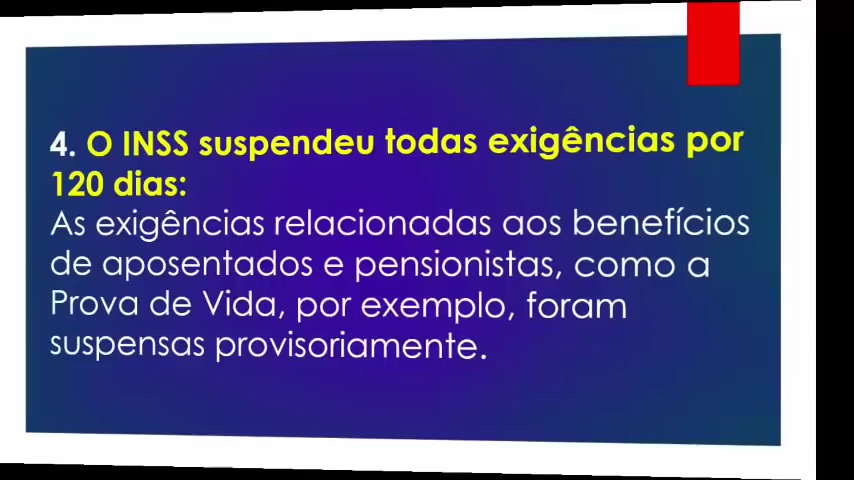 4. O INSS suspendeu todas exigências por
120 dias:
As exigências relacionadas aos benefícios
de aposentados e pensionistas, como a
Prova de Vida, por exemplo, foram
suspensas provisoriamente.